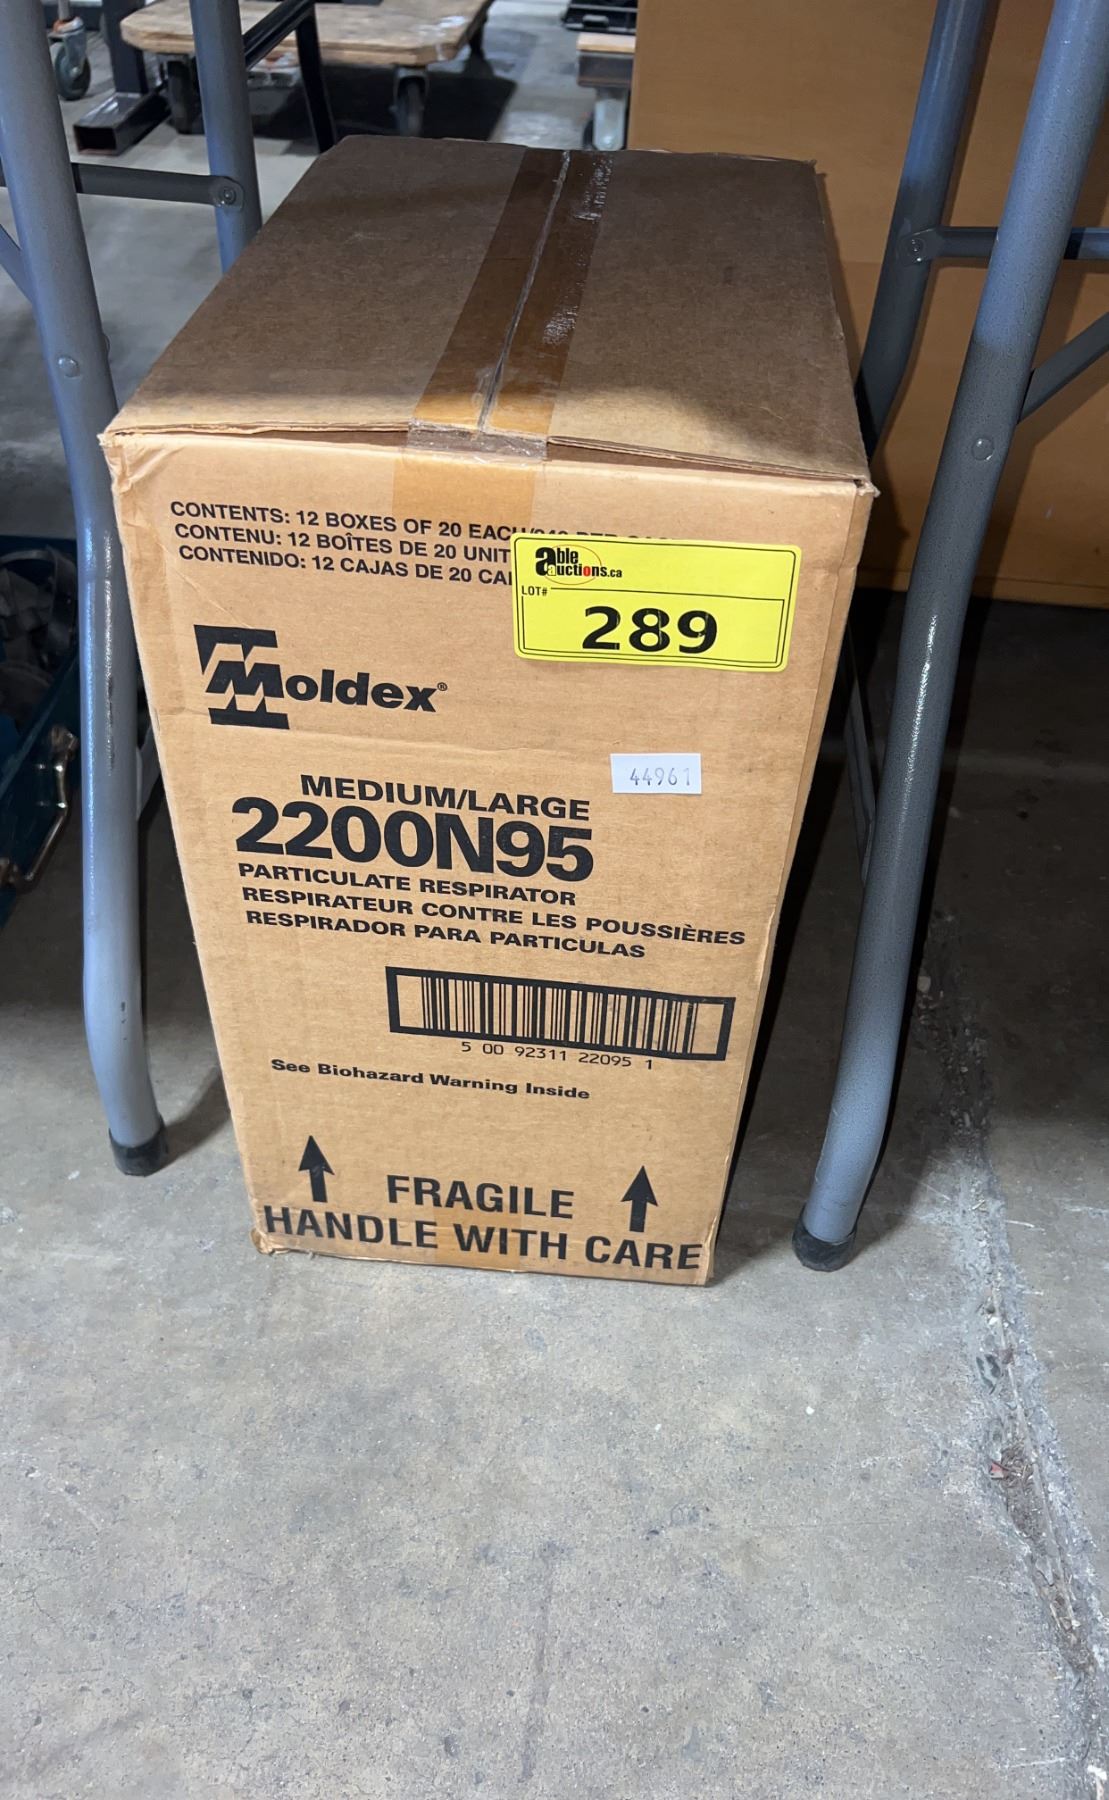 CONTENTS: 12 BOXES OF 20 EACH/240 PER
CONTENU: 12 BOÎTES DE 20 UNIT
CONTENIDO: 12 CAJAS DE 20 CA
able auctions.ca
LOT#
289
Moldex®
44961
MEDIUM/LARGE
2200N95
PARTICULATE RESPIRATOR
RESPIRATEUR CONTRE LES POUSSIÈRES
RESPIRADOR PARA PARTICULAS
5 00 92311 22095 1
See Biohazard Warning Inside
FRAGILE
HANDLE WITH CARE